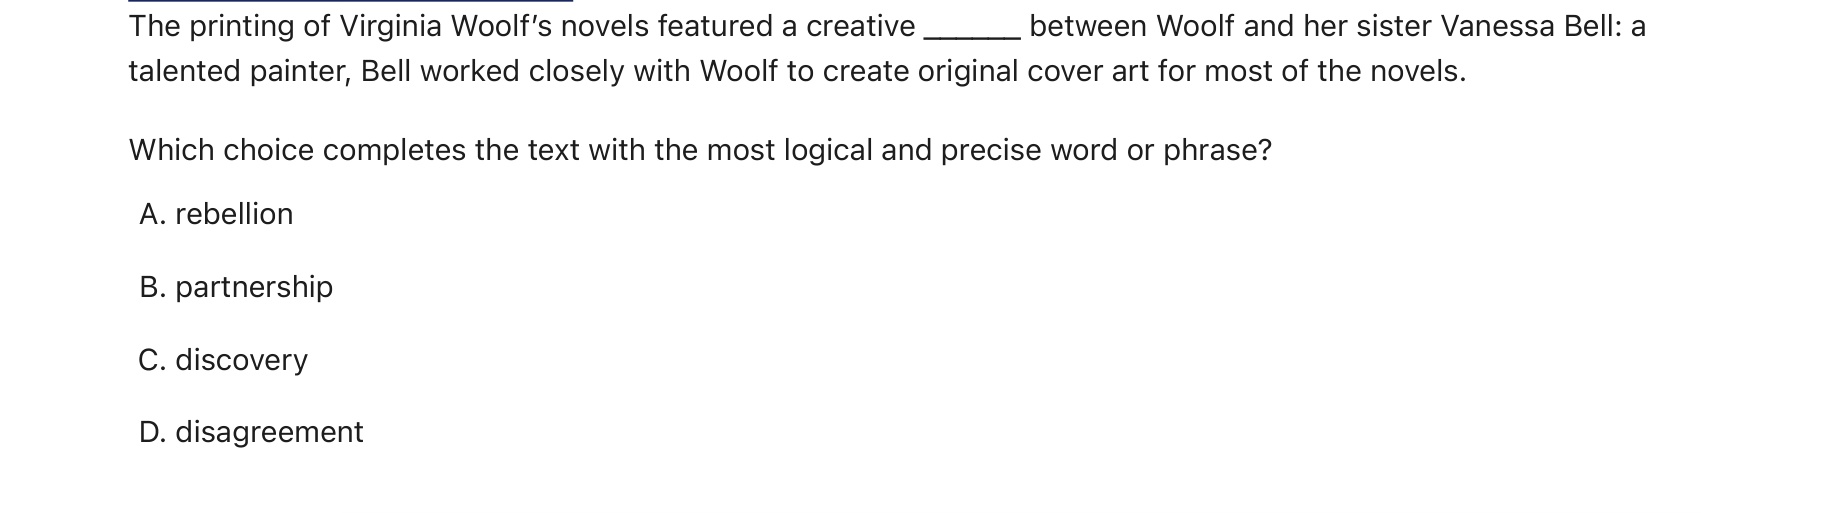 The printing of Virginia Woolf’s novels featured a creative ______ between Woolf and her sister Vanessa Bell: a
talented painter, Bell worked closely with Woolf to create original cover art for most of the novels.
Which choice completes the text with the most logical and precise word or phrase?
A. rebellion
B. partnership
C. discovery
D. disagreement